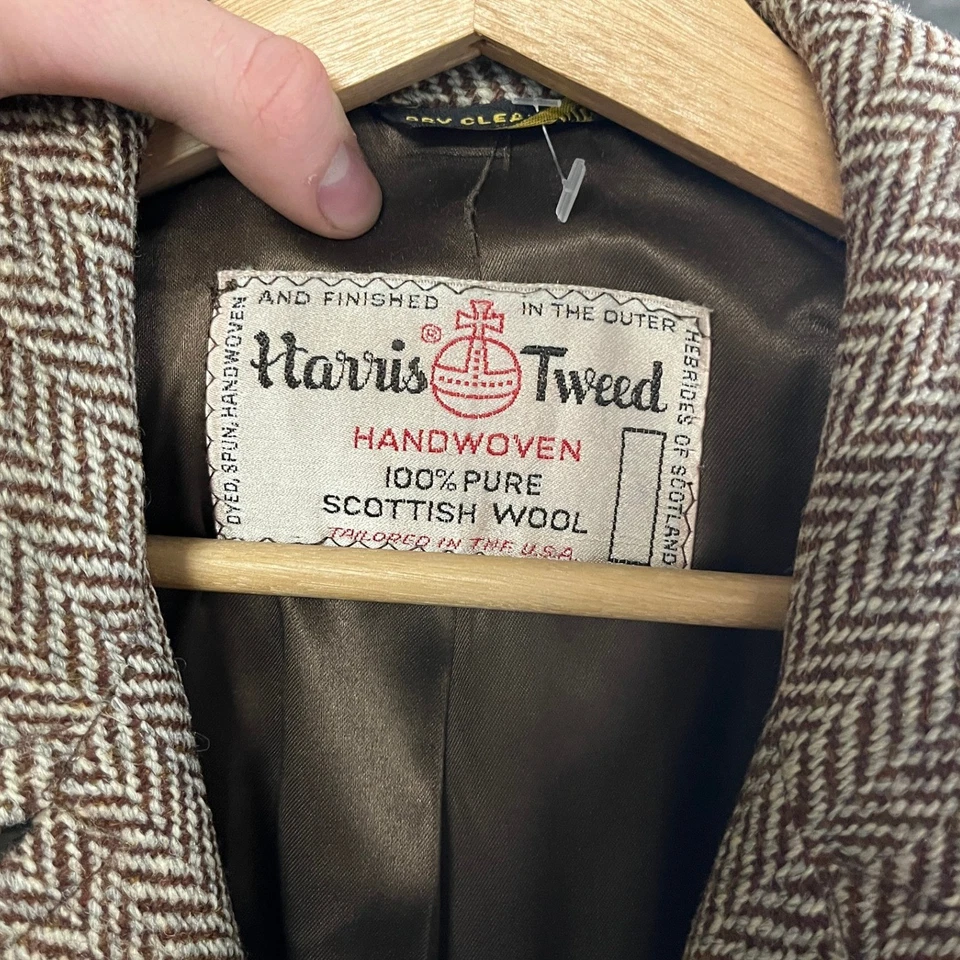 DRY CLEA
DYED, SPUN, HANDWOVEN
AND FINISHED
IN THE OUTER
HEBRIDES OF SCOTLAND
Harris ® Tweed
HANDWOVEN
100% PURE
SCOTTISH WOOL
TAILORED IN THE U.S.A.